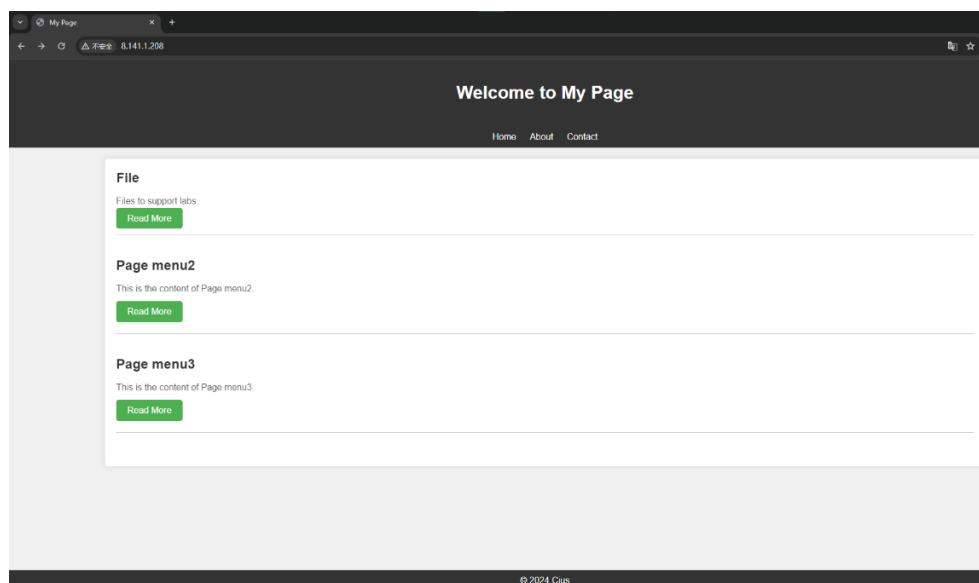 My Page
不安全 8.141.1.208
Welcome to My Page
Home About Contact
File
Files to support labs.
Read More
Page menu2
This is the content of Page menu2.
Read More
Page menu3
This is the content of Page menu3.
Read More
© 2024 Cius